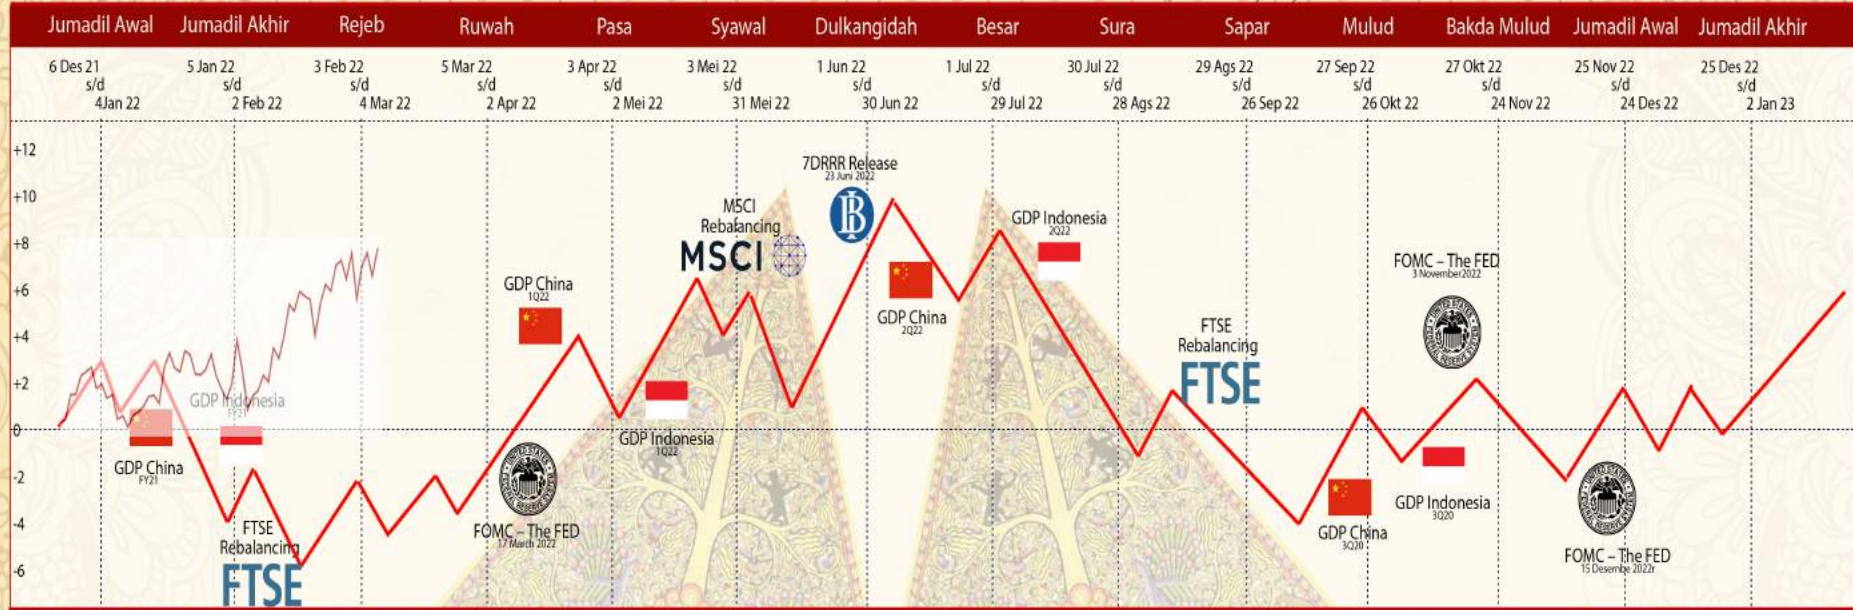 Jumadil Awal Jumadil Akhir Rejeb Ruwah Pasa Syawal Dulkangidah Besar Sura Sapar Mulud Bakda Mulud Jumadil Awal Jumadil Akhir
6 Des 21 5 Jan 22 3 Feb 22 5 Mar 22 3 Apr 22 3 Mei 22 1 Jun 22 1 Jul 22 30 Jul 22 29 Ags 22 27 Sep 22 27 Okt 22 25 Nov 22 25 Des 22
s/d s/d s/d s/d s/d s/d s/d s/d s/d s/d s/d s/d s/d s/d
4Jan 22 2 Feb 22 4 Mar 22 2 Apr 22 2 Mei 22 31 Mei 22 30 Jun 22 29 Jul 22 28 Ags 22 26 Sep 22 26 Okt 22 24 Nov 22 24 Des 22 2 Jan 23
+12
+10
+8
+6
+4
+2
0
-2
-4
-6
GDP China
FY21
GDP Indonesia
FY21
FTSE
Rebalancing
FTSE
GDP China
1Q22
FOMC – The FED
17 March 2022
GDP Indonesia
1Q22
MSCI
Rebalancing
MSCI
7DRRR Release
23 Juni 2022
GDP China
2Q22
GDP Indonesia
2Q22
FTSE
Rebalancing
FTSE
GDP China
3Q20
FOMC – The FED
3 November2022
GDP Indonesia
3Q20
FOMC – The FED
15 Desembe 2022r